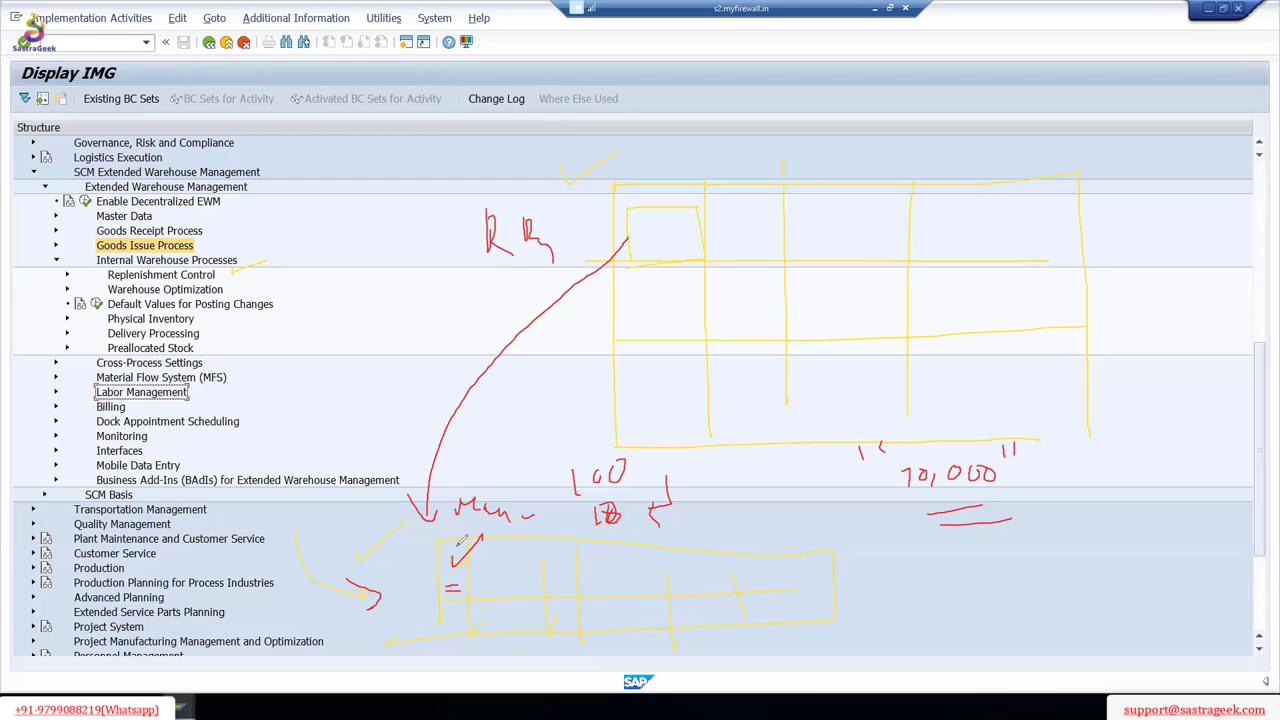 Implementation Activities Edit Goto Additional Information Utilities System Help
s2.myfirewall.in
SASTRAGEEK
Display IMG
Existing BC Sets BC Sets for Activity Activated BC Sets for Activity Change Log Where Else Used
Structure
Governance, Risk and Compliance
Logistics Execution
SCM Extended Warehouse Management
Extended Warehouse Management
Enable Decentralized EWM
Master Data
Goods Receipt Process
Goods Issue Process
Internal Warehouse Processes
Replenishment Control
Warehouse Optimization
Default Values for Posting Changes
Physical Inventory
Delivery Processing
Preallocated Stock
Cross-Process Settings
Material Flow System (MFS)
Labor Management
Billing
Dock Appointment Scheduling
Monitoring
Interfaces
Mobile Data Entry
Business Add-Ins (BAdIs) for Extended Warehouse Management
SCM Basis
Transportation Management
Quality Management
Plant Maintenance and Customer Service
Customer Service
Production
Production Planning for Process Industries
Advanced Planning
Extended Service Parts Planning
Project System
Project Manufacturing Management and Optimization
Personnel Management
100
"10,000"
SAP
+91-9799088219(Whatsapp)
support@sastrageek.com